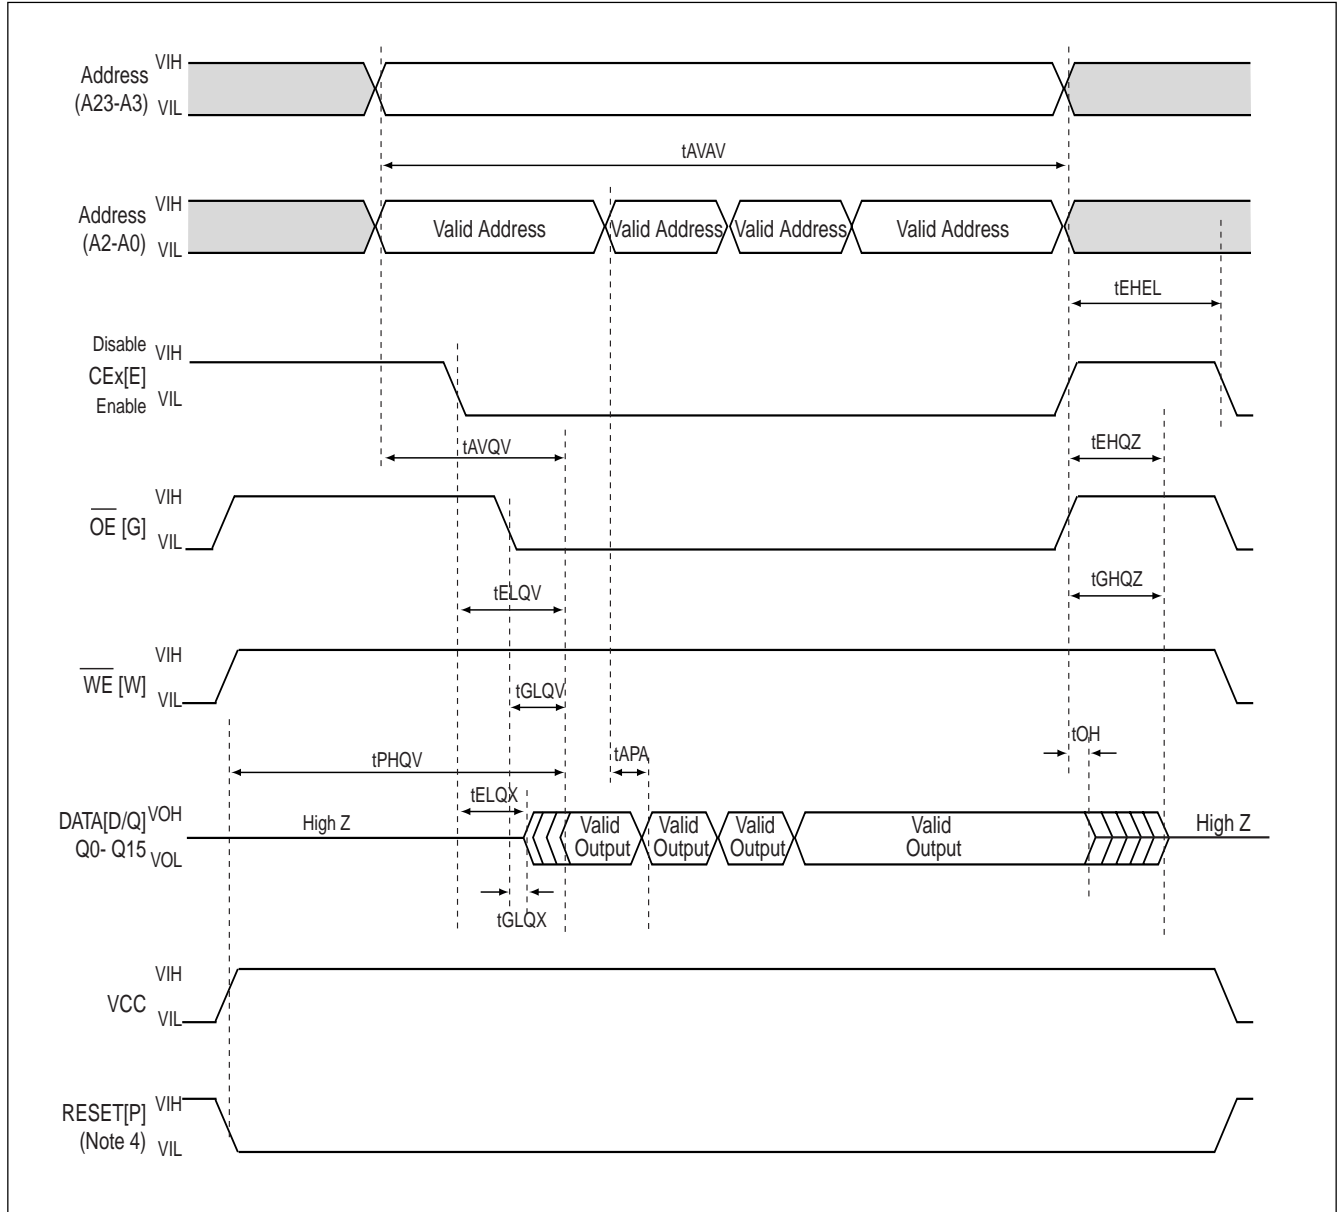 VIH
Address
(A23-A3)
VIL
tAVAV
VIH
Address
(A2-A0)
VIL
Valid Address
Valid Address
Valid Address
Valid Address
tEHEL
Disable
VIH
CEx[E]
Enable
VIL
tAVQV
tEHQZ
VIH
OE [G]
VIL
tELQV
tGHQZ
VIH
WE [W]
VIL
tGLQV
tOH
tPHQV
tAPA
tELQX
DATA[D/Q]
Q0- Q15
VOH
VOL
High Z
Valid
Output
Valid
Output
Valid
Output
Valid
Output
High Z
tGLQX
VIH
VCC
VIL
VIH
RESET[P]
(Note 4)
VIL